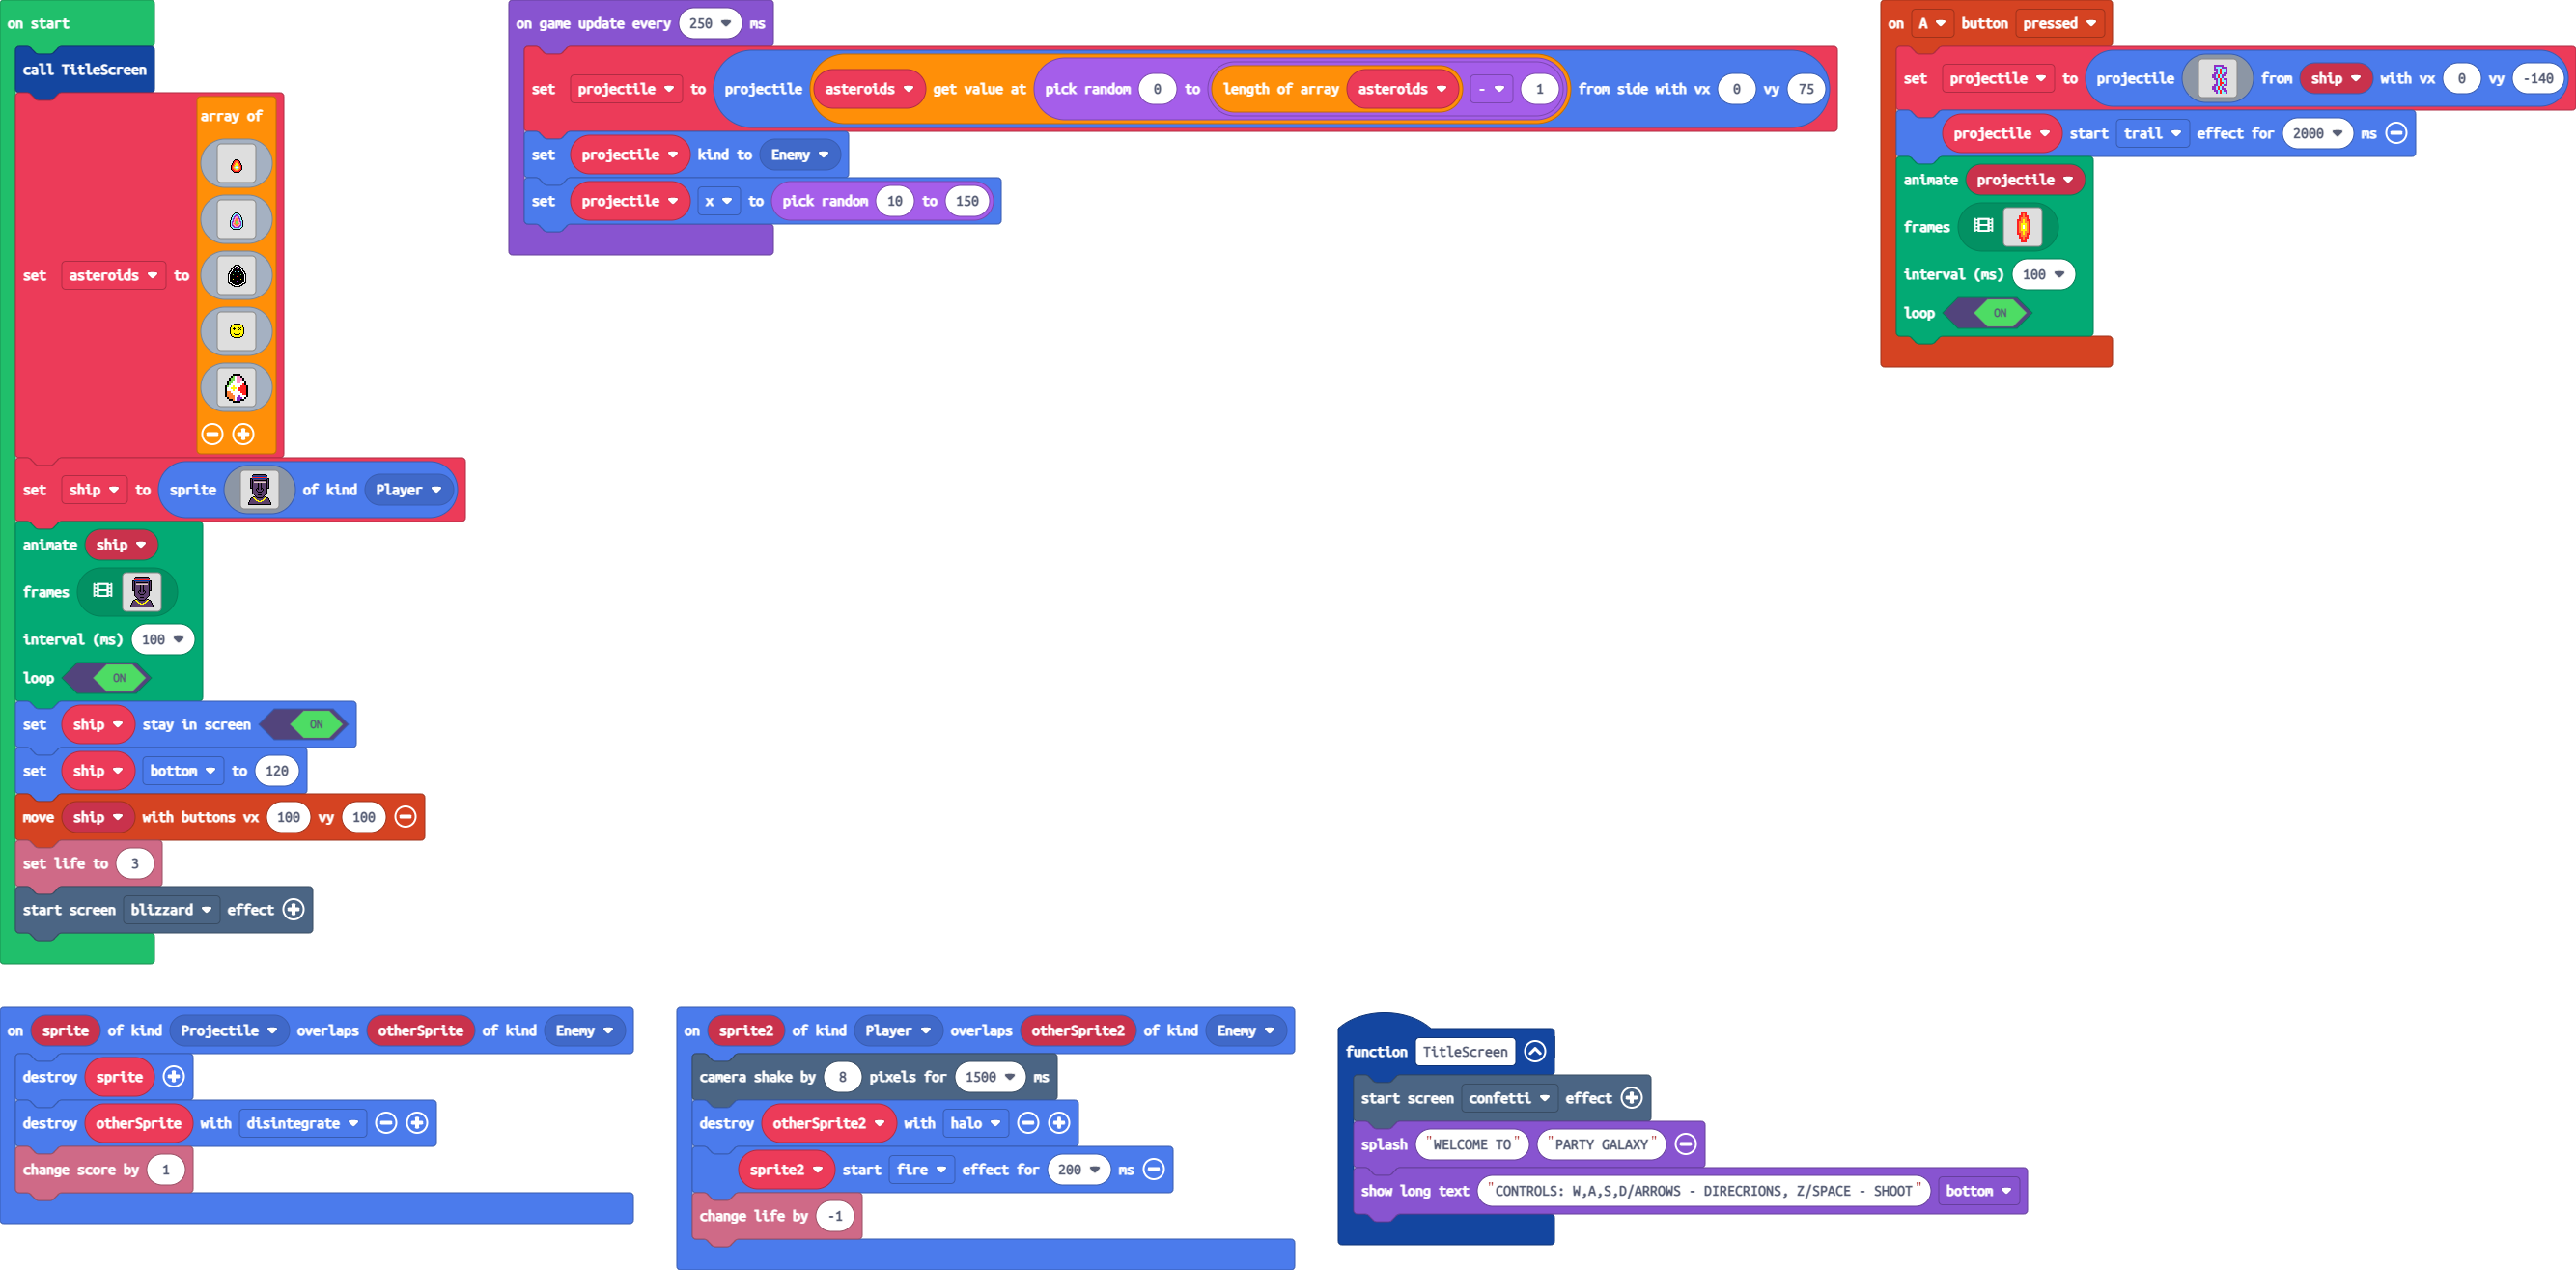 on start
call TitleScreen
set asteroids to array of
set ship to sprite of kind Player
animate ship
frames
interval (ms) 100
loop ON
set ship stay in screen ON
set ship bottom to 120
move ship with buttons vx 100 vy 100
set life to 3
start screen blizzard effect
on game update every 250 ms
set projectile to projectile asteroids get value at pick random 0 to length of array asteroids - 1 from side with vx 0 vy 75
set projectile kind to Enemy
set projectile x to pick random 10 to 150
on A button pressed
set projectile to projectile from ship with vx 0 vy -140
projectile start trail effect for 2000 ms
animate projectile
frames
interval (ms) 100
loop ON
on sprite of kind Projectile overlaps otherSprite of kind Enemy
destroy sprite
destroy otherSprite with disintegrate
change score by 1
on sprite2 of kind Player overlaps otherSprite2 of kind Enemy
camera shake by 8 pixels for 1500 ms
destroy otherSprite2 with halo
sprite2 start fire effect for 200 ms
change life by -1
function TitleScreen
start screen confetti effect
splash "WELCOME TO" "PARTY GALAXY"
show long text "CONTROLS: W,A,S,D/ARROWS - DIRECRIONS, Z/SPACE - SHOOT" bottom